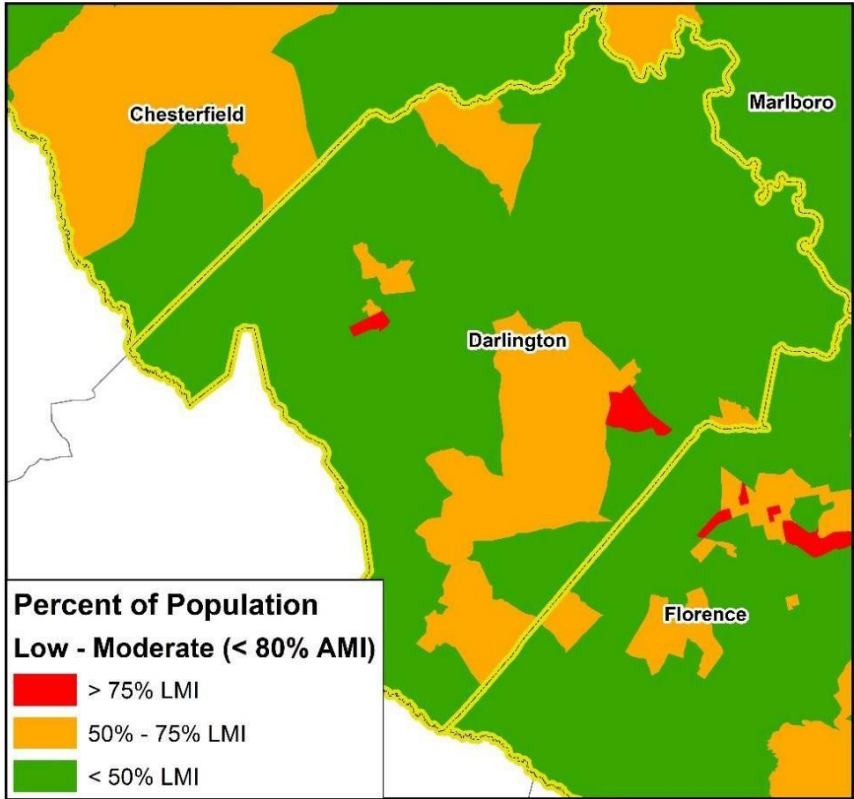 Chesterfield
Marlboro
Darlington
Florence
Percent of Population
Low - Moderate (< 80% AMI)
> 75% LMI
50% - 75% LMI
< 50% LMI